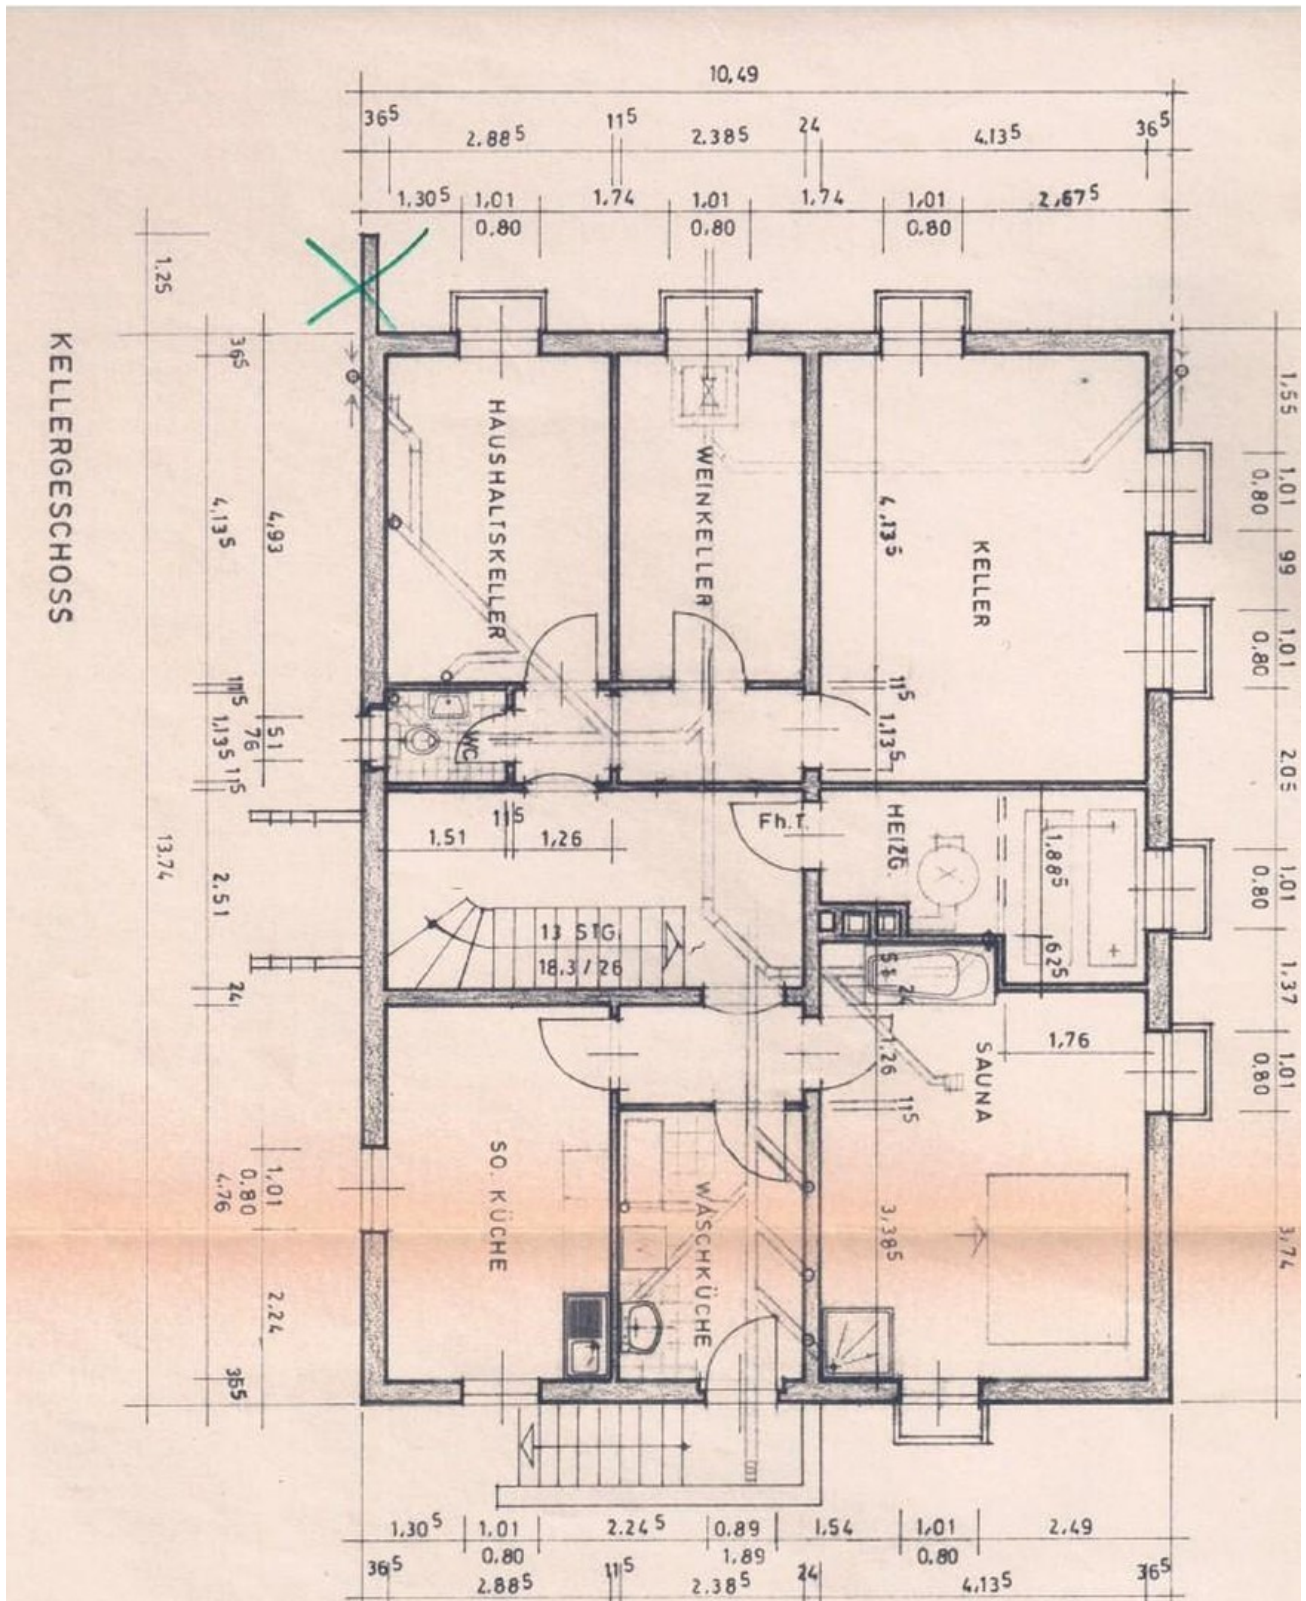 10,49
36⁵ 2.88⁵ 11⁵ 2.38⁵ 24 4.13⁵ 36⁵
1,30⁵ 1,01 1,74 1,01 1,74 1,01 2,67⁵
0,80 0,80 0,80
KELLERGESCHOSS
1.25
13.74
36⁵
4,13⁵
11⁵
1,13⁵
11⁵
2.51
24
4.76
36⁵
4,93
51
76
1,01
0.80
2.24
HAUSHALTSKELLER
WEINKELLER
KELLER
4,13⁵
11⁵
1,13⁵
WC
1.51 11⁵ 1,26
Fh.T.
HEIZG.
1,88⁵
62⁵
13 STG.
18,3 / 26
51
24
1,26
11⁵
3,38⁵
1,76
SAUNA
SO. KÜCHE
WASCHKÜCHE
1,55
1,01
0,80
99
1,01
0,80
2.05
1,01
0,80
1,37
1,01
0,80
3,74
1,30⁵ 1,01 2.24⁵ 0,89 1,54 1,01 2,49
0,80 1,89 0,80
36⁵ 2.88⁵ 11⁵ 2.38⁵ 24 4,13⁵ 36⁵